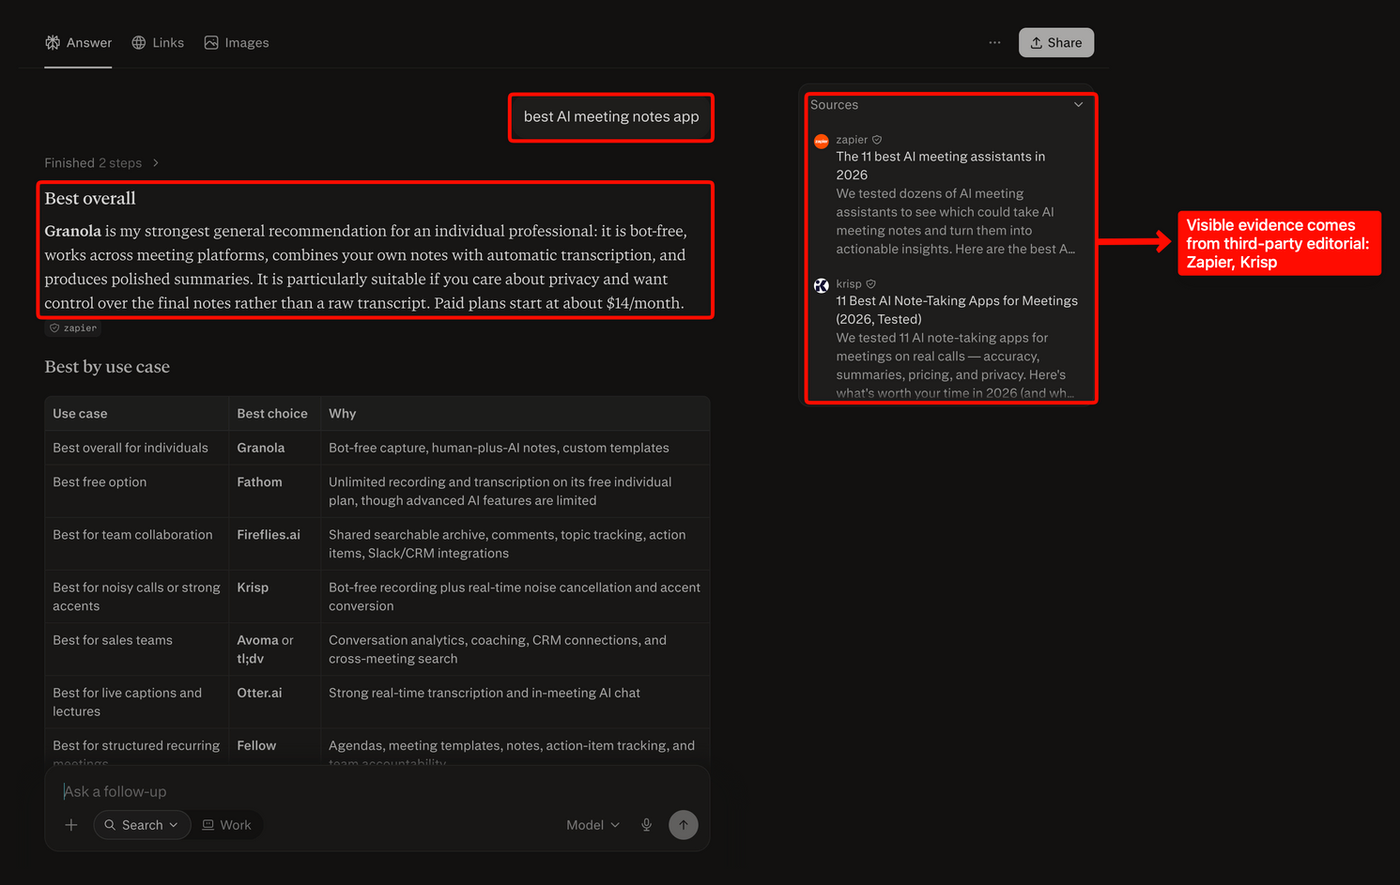 Answer
Links
Images
Share
best AI meeting notes app
Finished 2 steps
Best overall
Granola is my strongest general recommendation for an individual professional: it is bot-free,
works across meeting platforms, combines your own notes with automatic transcription, and
produces polished summaries. It is particularly suitable if you care about privacy and want
control over the final notes rather than a raw transcript. Paid plans start at about $14/month.
zapier
Best by use case
Use case Best choice Why
Best overall for individuals Granola Bot-free capture, human-plus-AI notes, custom templates
Best free option Fathom Unlimited recording and transcription on its free individual
plan, though advanced AI features are limited
Best for team collaboration Fireflies.ai Shared searchable archive, comments, topic tracking, action
items, Slack/CRM integrations
Best for noisy calls or strong
accents
Krisp
Bot-free recording plus real-time noise cancellation and accent
conversion
Best for sales teams
Avoma or
tl;dv
Conversation analytics, coaching, CRM connections, and
cross-meeting search
Best for live captions and
lectures
Otter.ai
Strong real-time transcription and in-meeting AI chat
Best for structured recurring
meetings
Fellow
Agendas, meeting templates, notes, action-item tracking, and
team accountability
Ask a follow-up
Search
Work
Model
Sources
zapier
The 11 best AI meeting assistants in
2026
We tested dozens of AI meeting
assistants to see which could take AI
meeting notes and turn them into
actionable insights. Here are the best A...
krisp
11 Best AI Note-Taking Apps for Meetings
(2026, Tested)
We tested 11 AI note-taking apps for
meetings on real calls — accuracy,
summaries, pricing, and privacy. Here's
what's worth your time in 2026 (and wh...
Visible evidence comes
from third-party editorial:
Zapier, Krisp